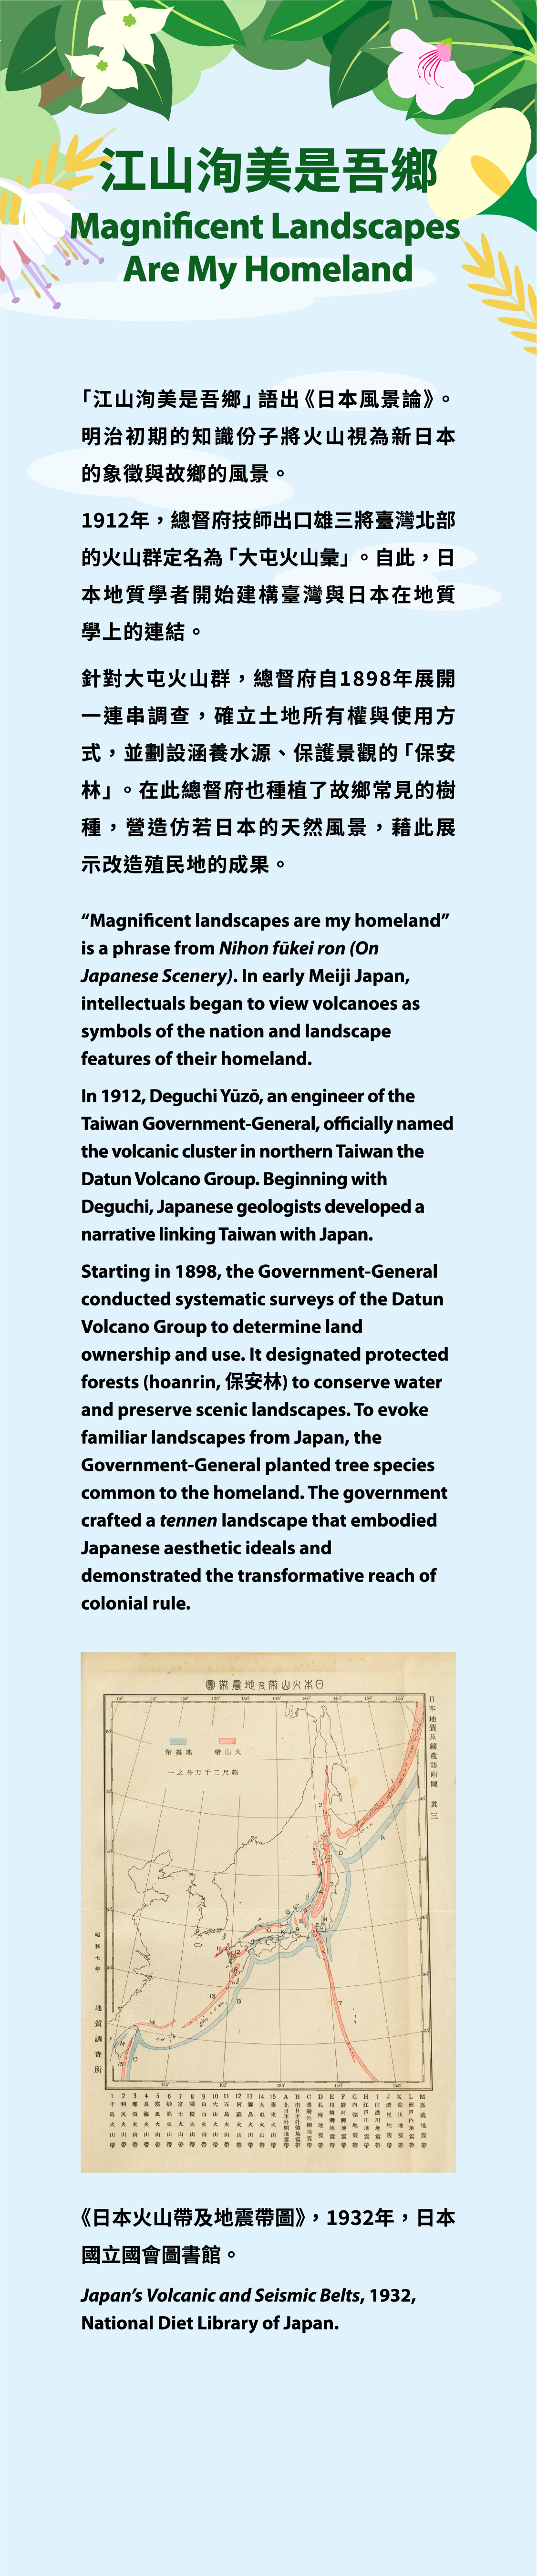 江山洵美是吾鄉
Magnificent Landscapes
Are My Homeland
「江山洵美是吾鄉」語出《日本風景論》。
明治初期的知識份子將火山視為新日本
的象徵與故鄉的風景。
1912年，總督府技師出口雄三將臺灣北部
的火山群定名為「大屯火山彙」。自此，日
本地質學者開始建構臺灣與日本在地質
學上的連結。
針對大屯火山群，總督府自1898年展開
一連串調查，確立土地所有權與使用方
式，並劃設涵養水源、保護景觀的「保安
林」。在此總督府也種植了故鄉常見的樹
種，營造仿若日本的天然風景，藉此展
示改造殖民地的成果。
“Magnificent landscapes are my homeland”
is a phrase from Nihon fūkei ron (On
Japanese Scenery). In early Meiji Japan,
intellectuals began to view volcanoes as
symbols of the nation and landscape
features of their homeland.
In 1912, Deguchi Yūzō, an engineer of the
Taiwan Government-General, officially named
the volcanic cluster in northern Taiwan the
Datun Volcano Group. Beginning with
Deguchi, Japanese geologists developed a
narrative linking Taiwan with Japan.
Starting in 1898, the Government-General
conducted systematic surveys of the Datun
Volcano Group to determine land
ownership and use. It designated protected
forests (hoanrin, 保安林) to conserve water
and preserve scenic landscapes. To evoke
familiar landscapes from Japan, the
Government-General planted tree species
common to the homeland. The government
crafted a tennen landscape that embodied
Japanese aesthetic ideals and
demonstrated the transformative reach of
colonial rule.
圖帶震地及帶山火本日
日本地質及鑛產誌附圖 其三
帶震地 帶山火
一之分万千二尺縮
昭和七年
地質調查所
1 2 3 4 5 6 7 8 9 10 11 12 13 14 15 A B C D E F G H I J K L M
《日本火山帶及地震帶圖》，1932年，日本
國立國會圖書館。
Japan’s Volcanic and Seismic Belts, 1932,
National Diet Library of Japan.